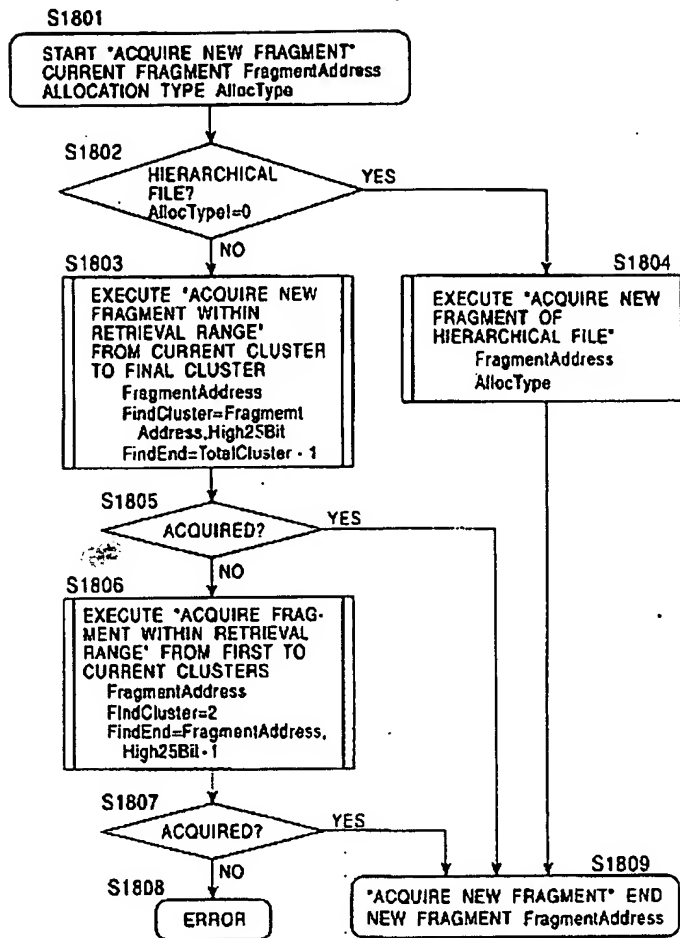 S1801
START "ACQUIRE NEW FRAGMENT"
CURRENT FRAGMENT FragmentAddress
ALLOCATION TYPE AllocType
S1802
HIERARCHICAL
FILE?
AllocType!=0
YES
NO
S1803
EXECUTE "ACQUIRE NEW
FRAGMENT WITHIN
RETRIEVAL RANGE"
FROM CURRENT CLUSTER
TO FINAL CLUSTER
FragmentAddress
FindCluster=Fragmemt
Address.High25Bit
FindEnd=TotalCluster - 1
S1804
EXECUTE "ACQUIRE NEW
FRAGMENT OF
HIERARCHICAL FILE"
FragmentAddress
AllocType
S1805
ACQUIRED?
YES
NO
S1806
EXECUTE "ACQUIRE FRAG-
MENT WITHIN RETRIEVAL
RANGE" FROM FIRST TO
CURRENT CLUSTERS
FragmentAddress
FindCluster=2
FindEnd=FragmentAddress.
High25Bit-1
S1807
ACQUIRED?
YES
NO
S1808
ERROR
S1809
"ACQUIRE NEW FRAGMENT" END
NEW FRAGMENT FragmentAddress